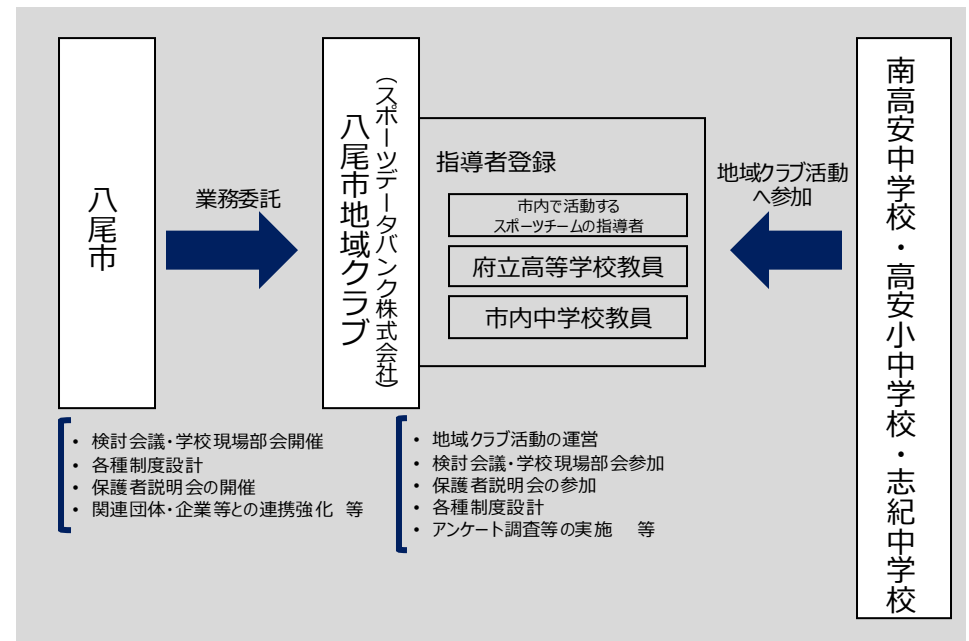 八尾市
業務委託
八尾市地域クラブ
（スポーツデータバンク株式会社）
指導者登録
市内で活動する
スポーツチームの指導者
府立高等学校教員
市内中学校教員
地域クラブ活動
へ参加
南高安中学校・高安小中学校・志紀中学校
• 検討会議・学校現場部会開催
• 各種制度設計
• 保護者説明会の開催
• 関連団体・企業等との連携強化　等
• 地域クラブ活動の運営
• 検討会議・学校現場部会参加
• 保護者説明会の参加
• 各種制度設計
• アンケート調査等の実施　等